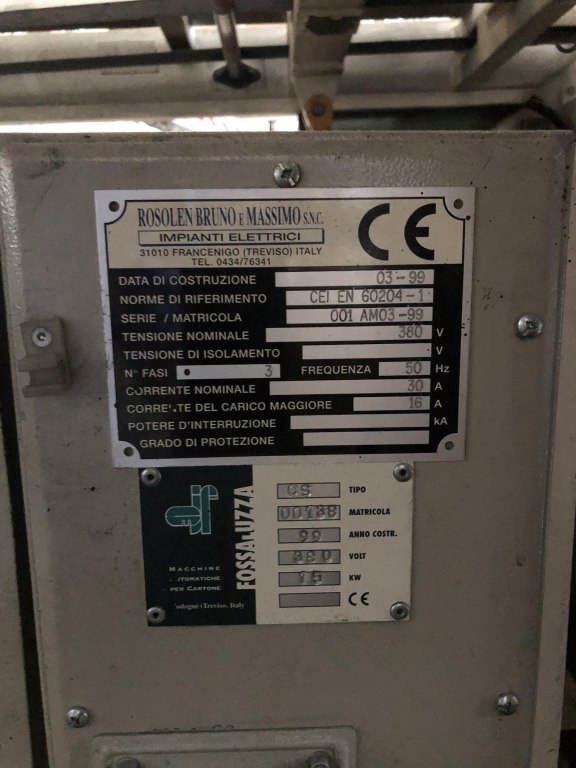 ROSOLEN BRUNO E MASSIMO S.N.C.
IMPIANTI ELETTRICI
31010 FRANCENIGO (TREVISO) ITALY
TEL. 0434/76341
CE
DATA DI COSTRUZIONE 03-99
NORME DI RIFERIMENTO CEI EN 60204-1
SERIE / MATRICOLA 001 AM03-99
TENSIONE NOMINALE 380 V
TENSIONE DI ISOLAMENTO V
N° FASI 3 FREQUENZA 50 Hz
CORRENTE NOMINALE 30 A
CORRENTE DEL CARICO MAGGIORE 16 A
POTERE D'INTERRUZIONE kA
GRADO DI PROTEZIONE
FOSSALUZZA
MACCHINE
PER CARTONE
(Treviso) Italy
TIPO
MATRICOLA
99 ANNO COSTR.
380 VOLT
15 KW
CE